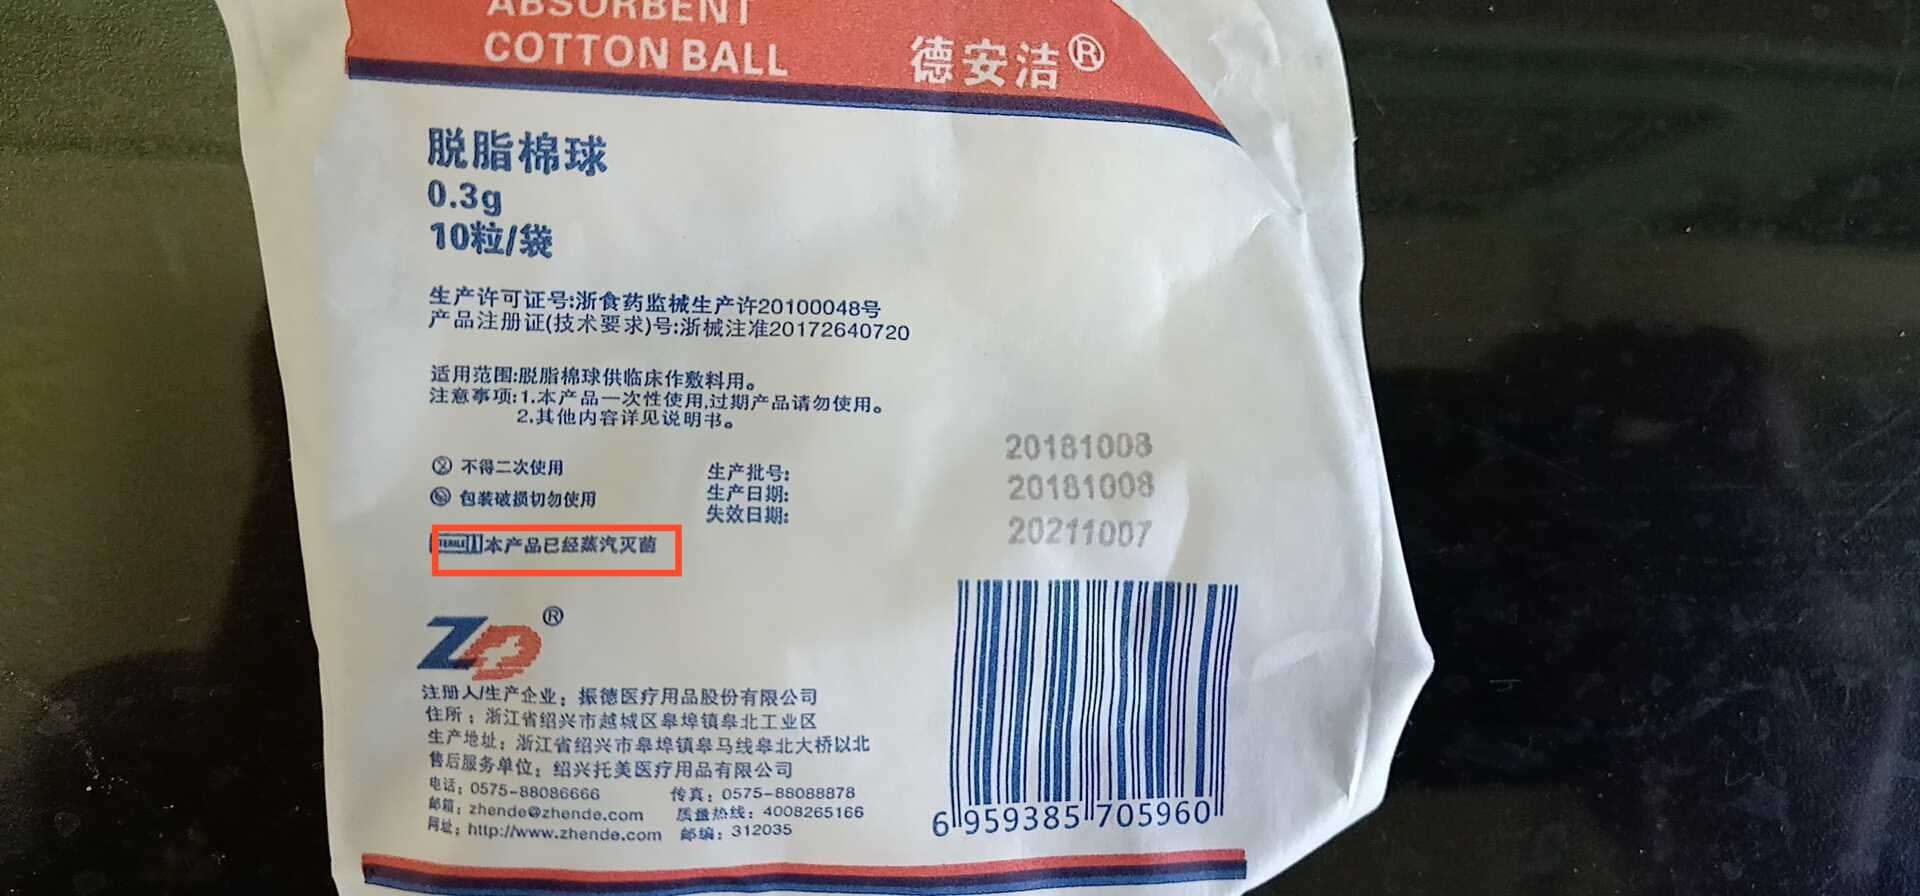 ABSORBENT
COTTON BALL
德安洁®
脱脂棉球
0.3g
10粒/袋
生产许可证号:浙食药监械生产许20100048号
产品注册证(技术要求)号:浙械注准20172640720
适用范围:脱脂棉球供临床作敷料用。
注意事项:1.本产品一次性使用,过期产品请勿使用。
2.其他内容详见说明书。
不得二次使用
包装破损切勿使用
STERILE 本产品已经蒸汽灭菌
生产批号: 20181008
生产日期: 20181008
失效日期: 20211007
ZD®
注册人/生产企业：振德医疗用品股份有限公司
住所：浙江省绍兴市越城区皋埠镇皋北工业区
生产地址：浙江省绍兴市皋埠镇皋马线皋北大桥以北
售后服务单位：绍兴托美医疗用品有限公司
电话：0575-88086666 传真：0575-88088878
邮箱：zhende@zhende.com 质量热线：4008265166
网址：http://www.zhende.com 邮编：312035
6 959385 705960